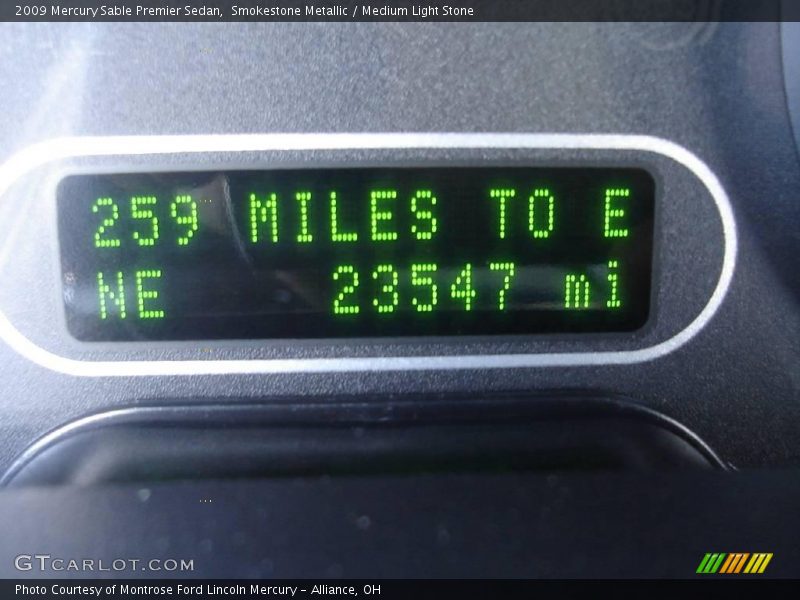 2009 Mercury Sable Premier Sedan,  Smokestone Metallic / Medium Light Stone
259 MILES TO E
NE 23547 mi
GTCARLOT.COM
Photo Courtesy of Montrose Ford Lincoln Mercury - Alliance, OH